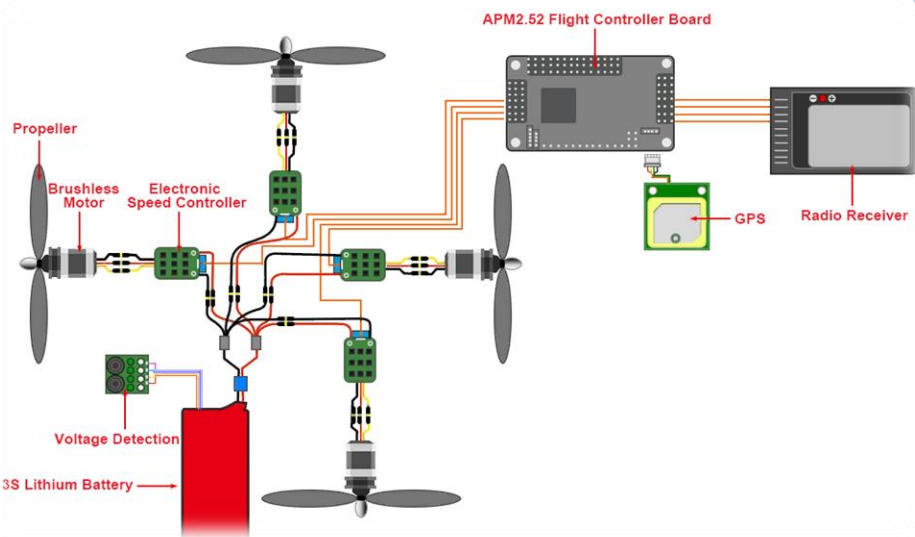 APM2.52 Flight Controller Board
Propeller
Brushless
Motor
Electronic
Speed Controller
GPS
Radio Receiver
Voltage Detection
3S Lithium Battery